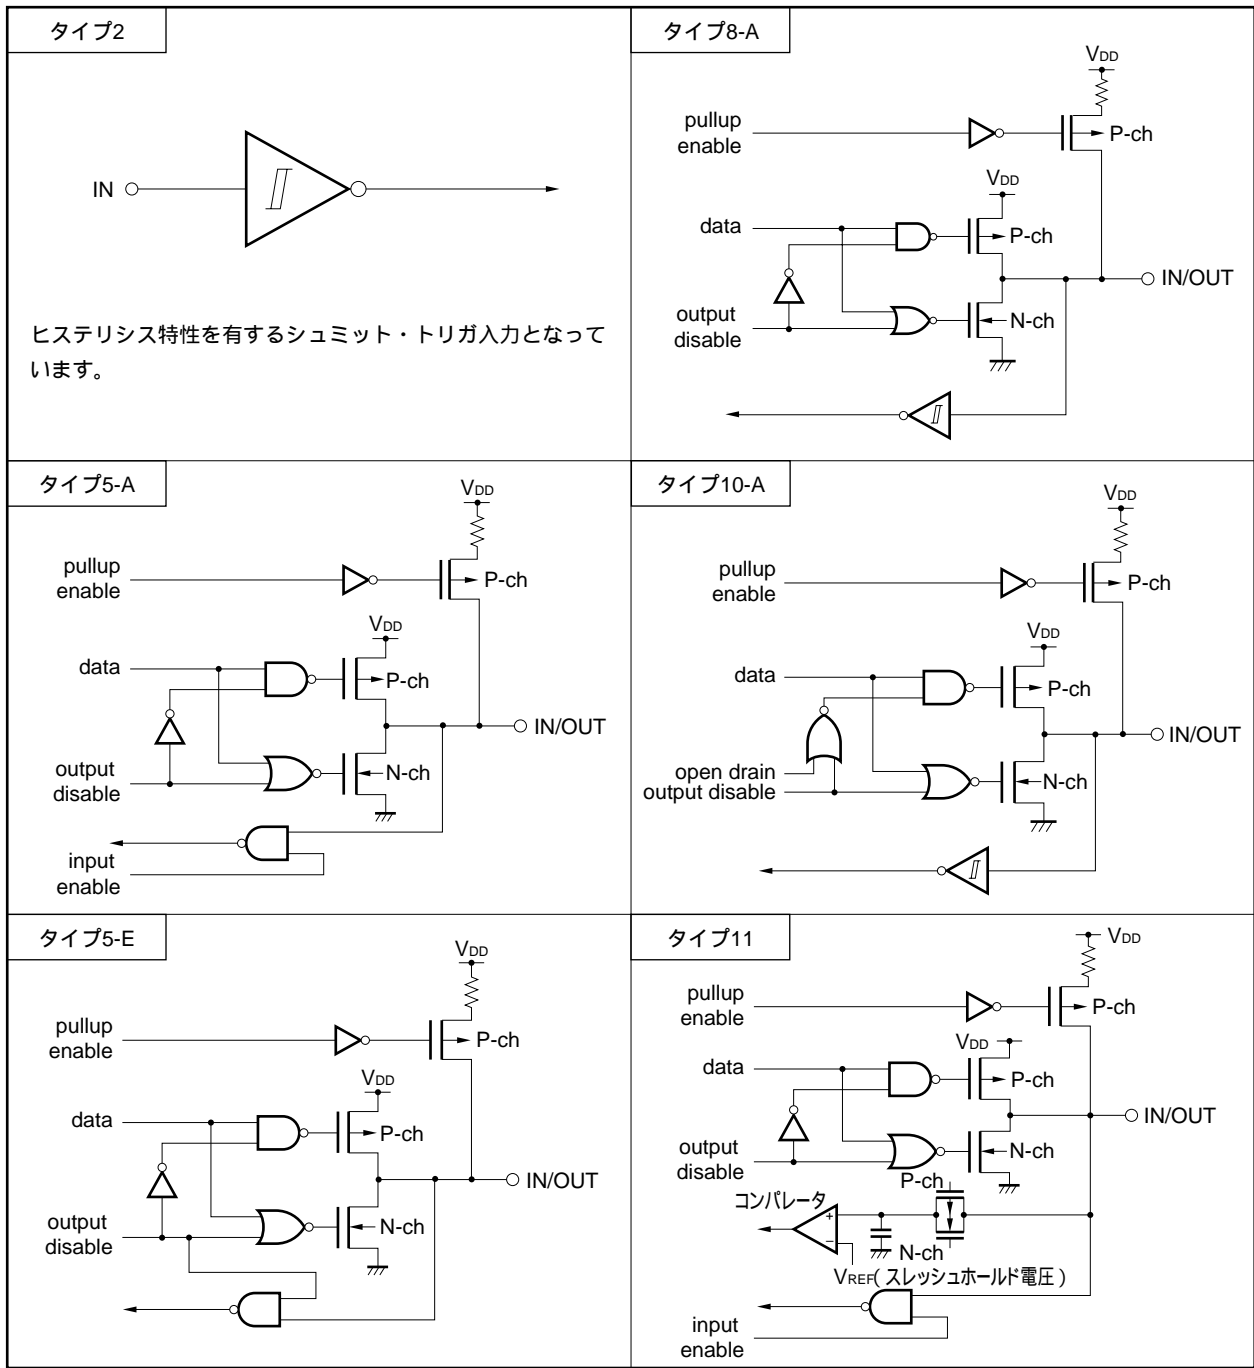 タイプ2
IN
ヒステリシス特性を有するシュミット・トリガ入力となって
います。
タイプ8-A
VDD
pullup
enable
P-ch
VDD
data
P-ch
IN/OUT
output
disable
N-ch
タイプ5-A
VDD
pullup
enable
P-ch
VDD
data
P-ch
IN/OUT
output
disable
N-ch
input
enable
タイプ10-A
VDD
pullup
enable
P-ch
VDD
data
P-ch
IN/OUT
open drain
output disable
N-ch
タイプ5-E
VDD
pullup
enable
P-ch
VDD
data
P-ch
IN/OUT
output
disable
N-ch
タイプ11
VDD
pullup
enable
P-ch
VDD
data
P-ch
IN/OUT
output
disable
N-ch
P-ch
コンパレータ
+
−
N-ch
VREF(スレッシュホールド電圧)
input
enable